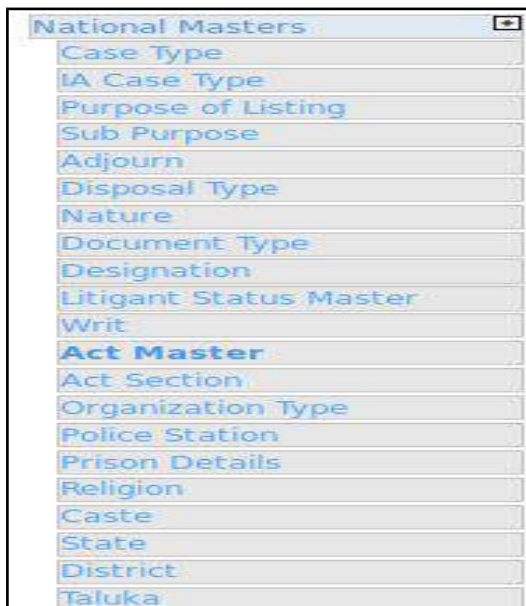 National Masters
Case Type
IA Case Type
Purpose of Listing
Sub Purpose
Adjourn
Disposal Type
Nature
Document Type
Designation
Litigant Status Master
Writ
Act Master
Act Section
Organization Type
Police Station
Prison Details
Religion
Caste
State
District
Taluka